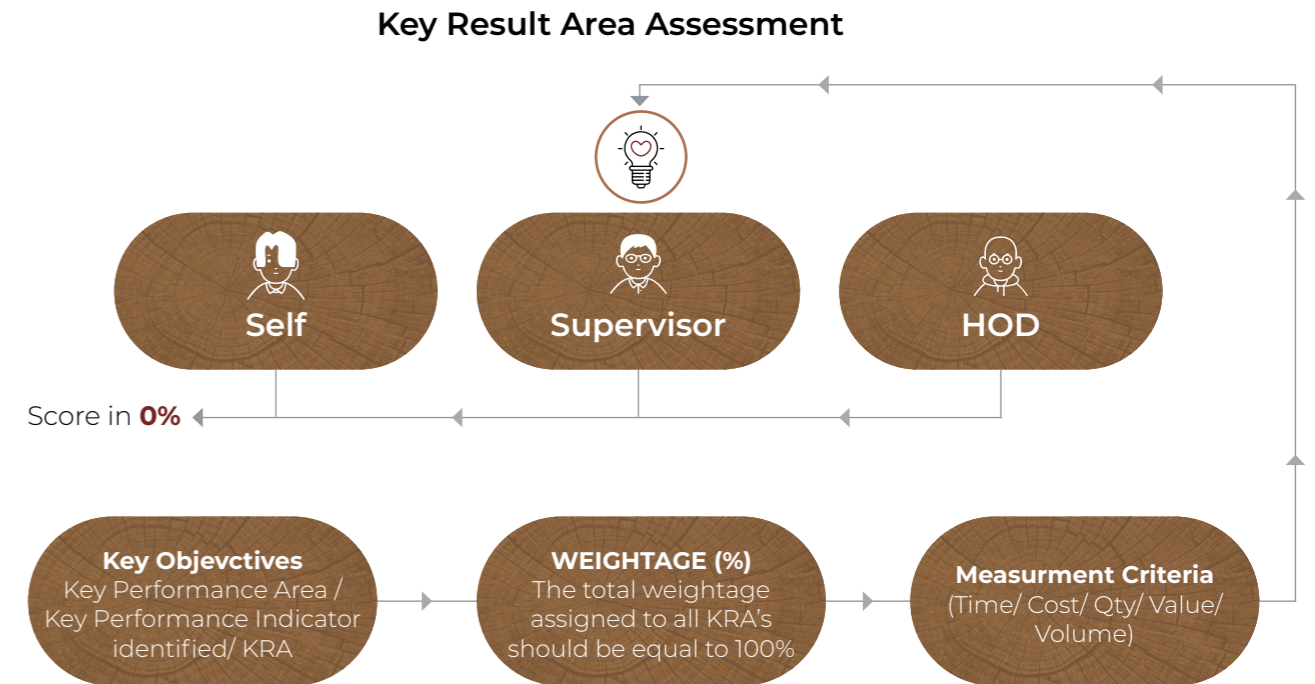 Key Result Area Assessment
Self
Supervisor
HOD
Score in 0%
Key Objevctives
Key Performance Area /
Key Performance Indicator
identified/ KRA
WEIGHTAGE (%)
The total weightage
assigned to all KRA’s
should be equal to 100%
Measurment Criteria
(Time/ Cost/ Qty/ Value/
Volume)